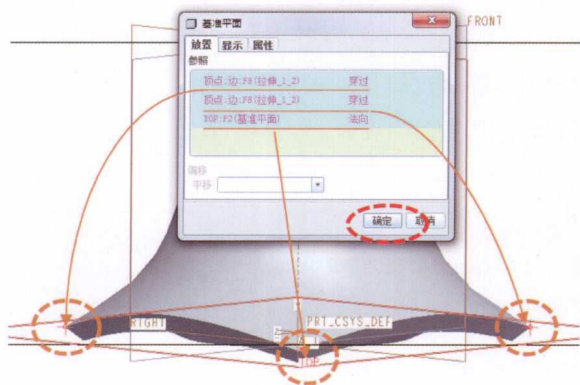 基准平面
FRONT
放置 显示 属性
参照
顶点:边:F8(拉伸_1_2) 穿过
顶点:边:F8(拉伸_1_2) 穿过
TOP:F2(基准平面) 法向
偏移
平移
确定 取消
RIGHT
PRT_CSYS_DEF
TOP